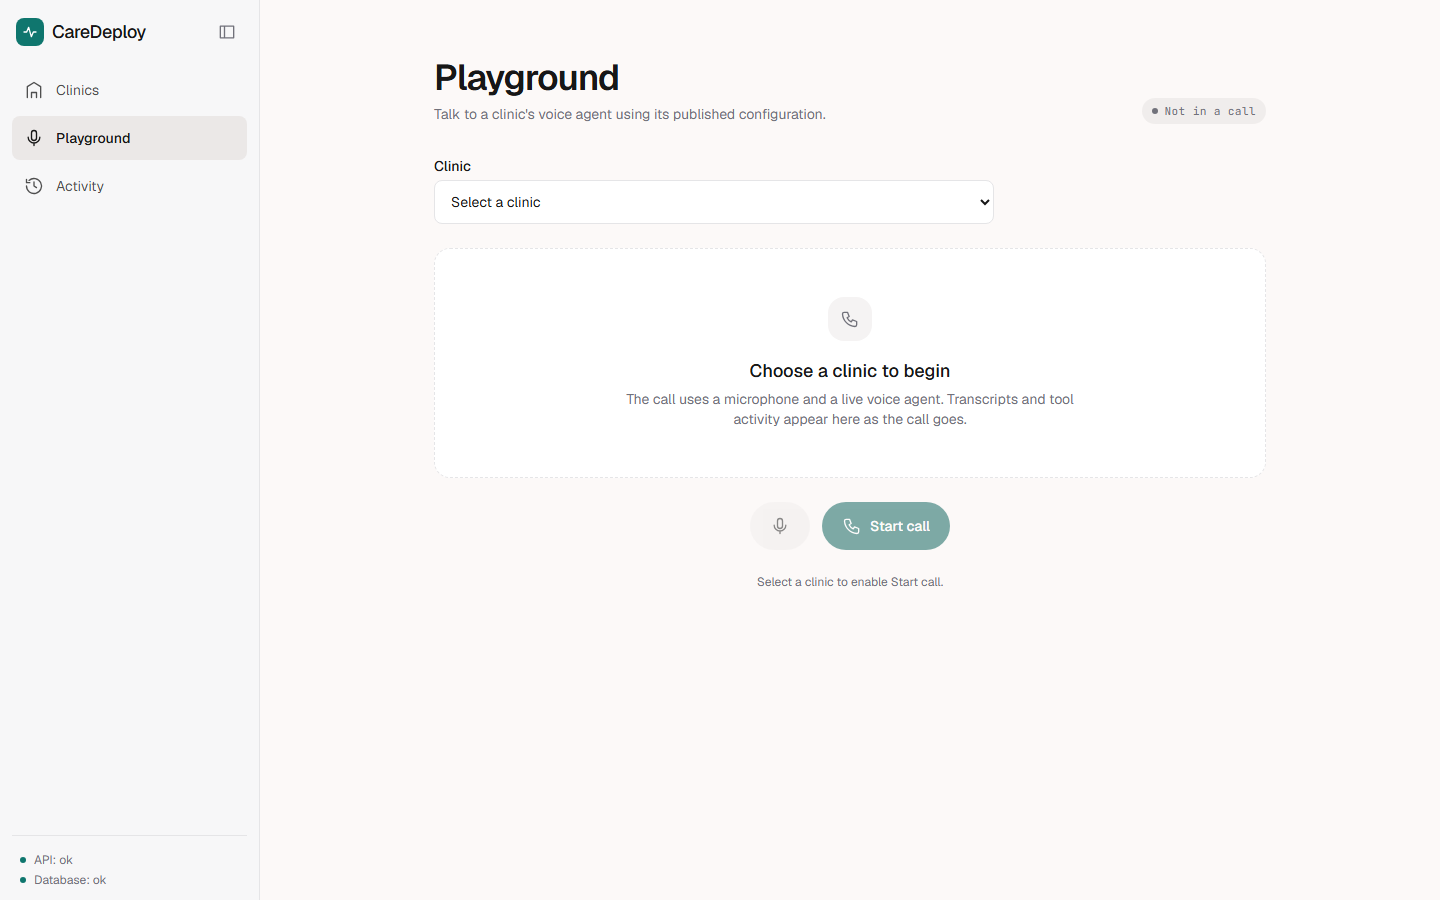 CareDeploy
Clinics
Playground
Activity
API: ok
Database: ok
Playground
Talk to a clinic's voice agent using its published configuration.
Not in a call
Clinic
Select a clinic
Choose a clinic to begin
The call uses a microphone and a live voice agent. Transcripts and tool
activity appear here as the call goes.
Start call
Select a clinic to enable Start call.